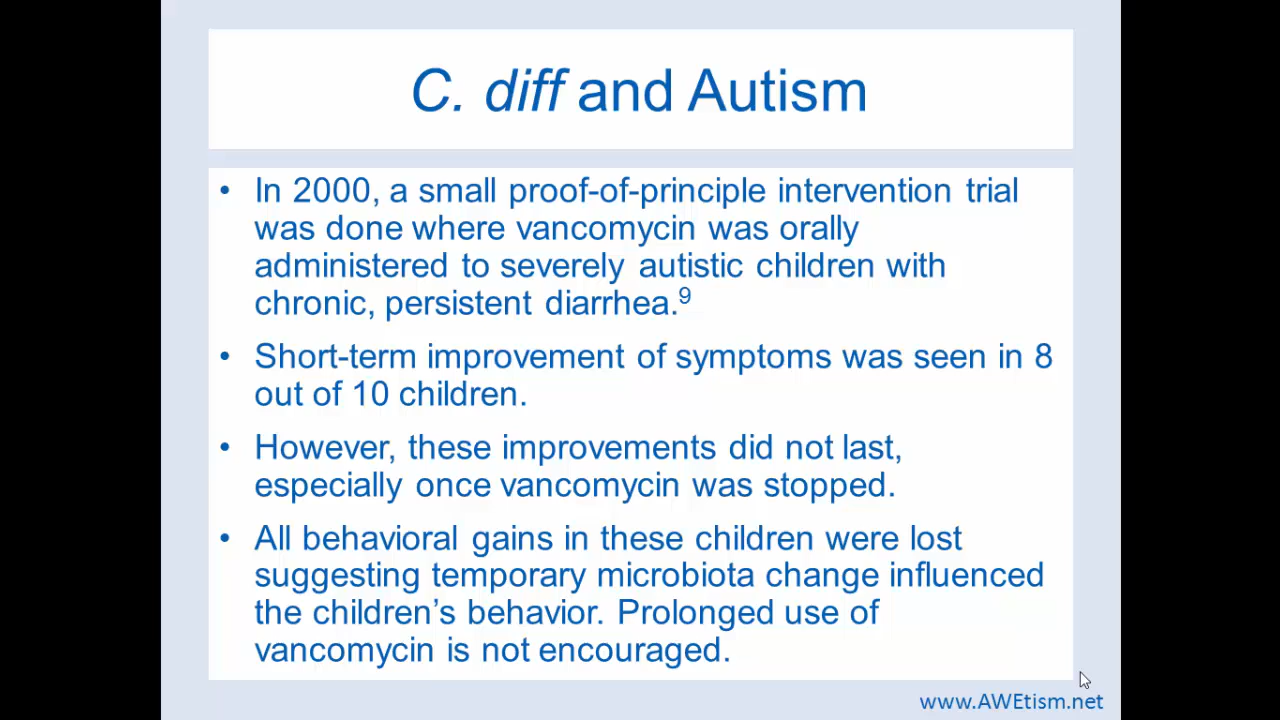 C. diff and Autism
• In 2000, a small proof-of-principle intervention trial
was done where vancomycin was orally
administered to severely autistic children with
chronic, persistent diarrhea.⁹
• Short-term improvement of symptoms was seen in 8
out of 10 children.
• However, these improvements did not last,
especially once vancomycin was stopped.
• All behavioral gains in these children were lost
suggesting temporary microbiota change influenced
the children’s behavior. Prolonged use of
vancomycin is not encouraged.
www.AWEtism.net